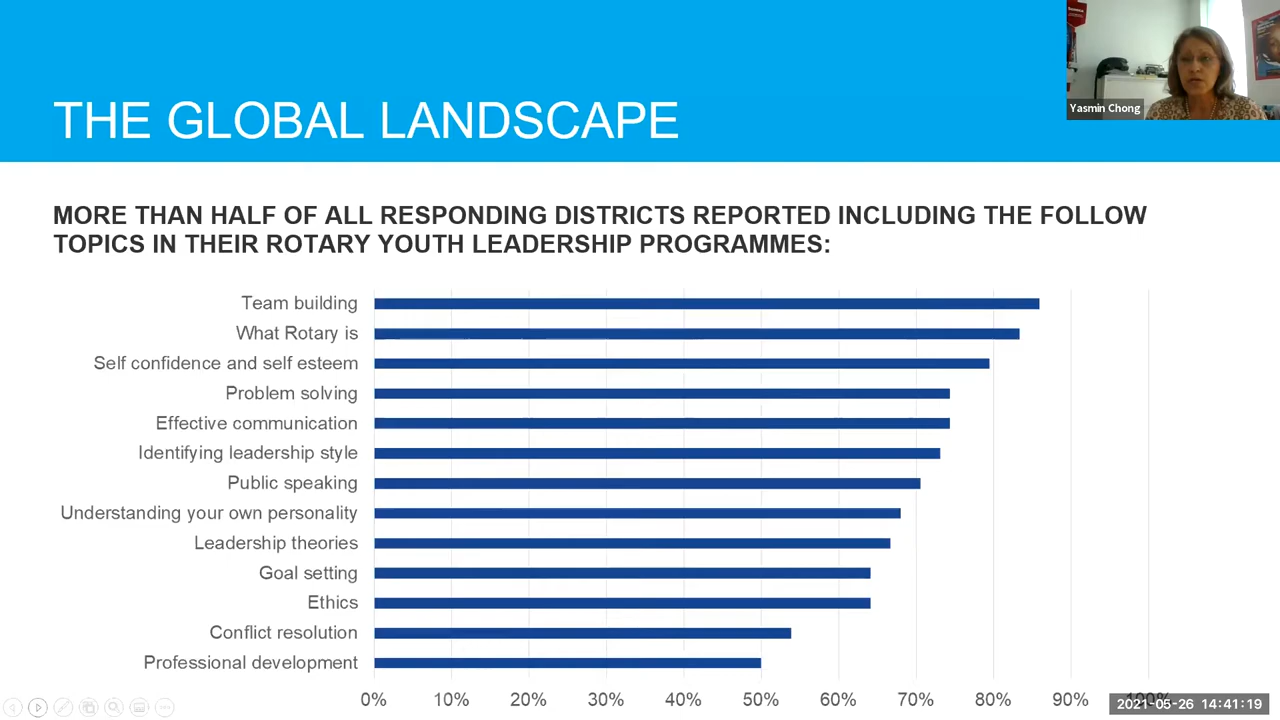 THE GLOBAL LANDSCAPE
Yasmin Chong
MORE THAN HALF OF ALL RESPONDING DISTRICTS REPORTED INCLUDING THE FOLLOW
TOPICS IN THEIR ROTARY YOUTH LEADERSHIP PROGRAMMES:
Team building
What Rotary is
Self confidence and self esteem
Problem solving
Effective communication
Identifying leadership style
Public speaking
Understanding your own personality
Leadership theories
Goal setting
Ethics
Conflict resolution
Professional development
0% 10% 20% 30% 40% 50% 60% 70% 80% 90% 100%
2021-05-26 14:41:19